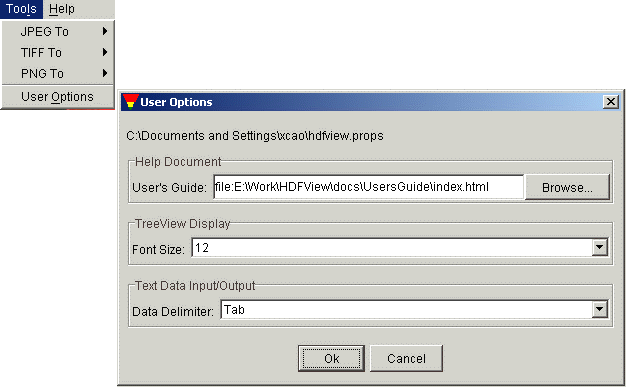 Tools Help
JPEG To
TIFF To
PNG To
User Options
User Options
C:\Documents and Settings\xcao\hdfview.props
Help Document
User's Guide: file:E:\Work\HDFView\docs\UsersGuide\index.html Browse...
TreeView Display
Font Size: 12
Text Data Input/Output
Data Delimiter: Tab
Ok Cancel